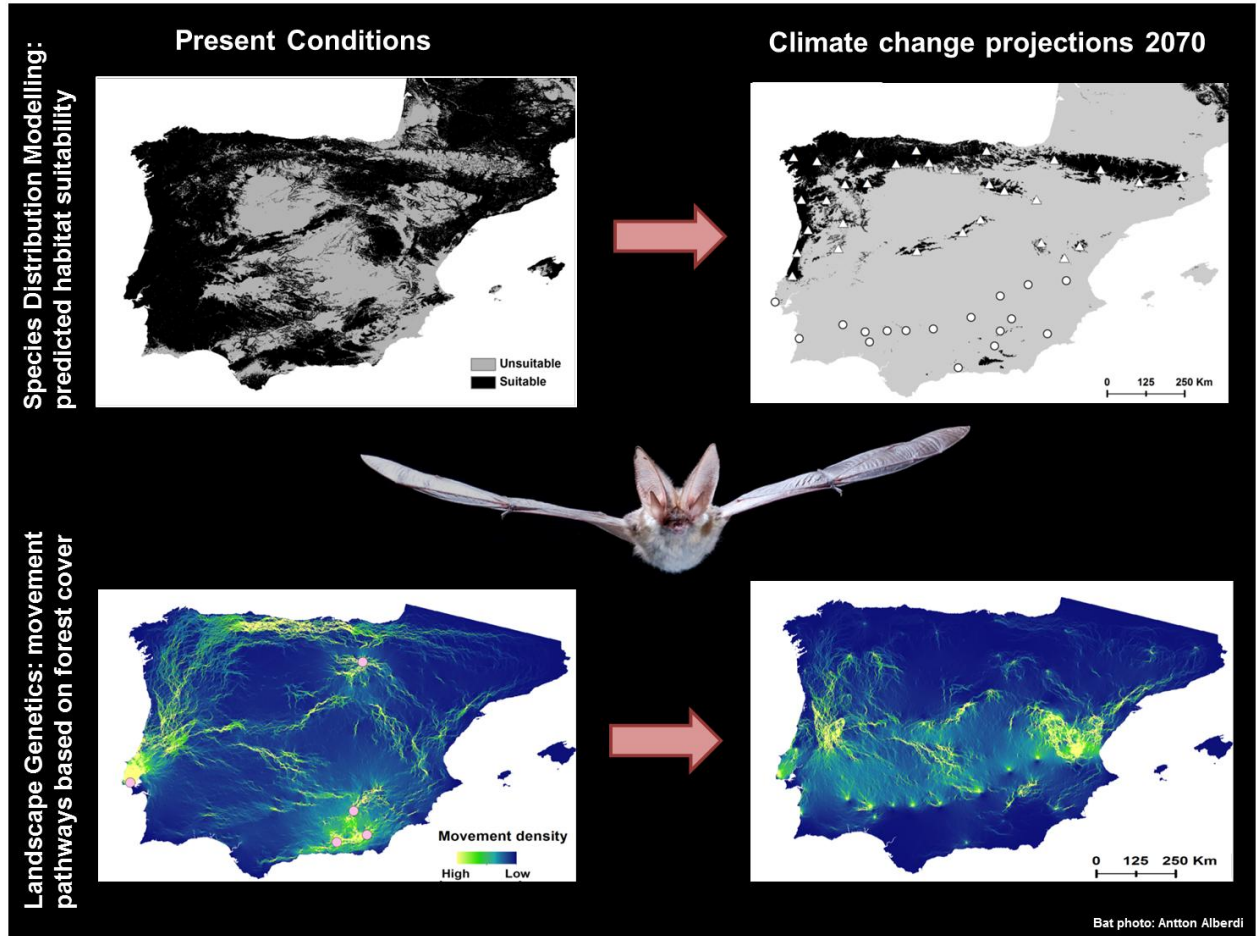 Present Conditions
Climate change projections 2070
Species Distribution Modelling:
predicted habitat suitability
Unsuitable
Suitable
0 125 250 Km
Landscape Genetics: movement
pathways based on forest cover
Movement density
High Low
0 125 250 Km
Bat photo: Antton Alberdi